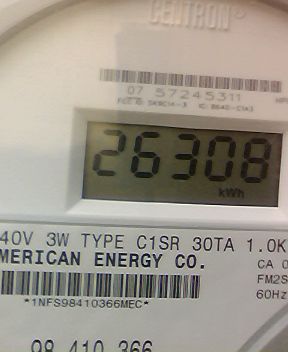 CENTRON®
07 57245311
26308
kWh
40V 3W TYPE C1SR 30TA 1.0K
MERICAN ENERGY CO.
CA 0
FM2S
60Hz
*1NFS98410366MEC*
98 410 366